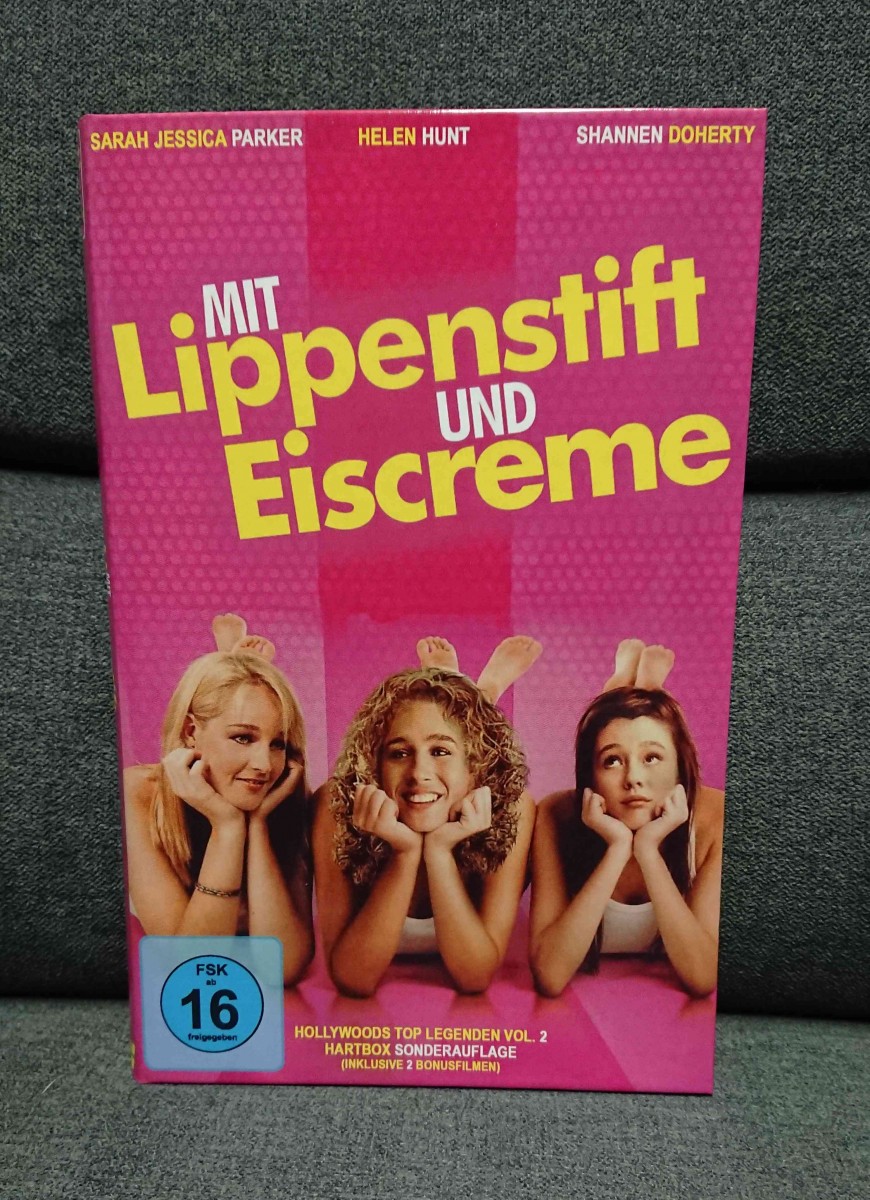 SARAH JESSICA PARKER HELEN HUNT SHANNEN DOHERTY
MIT
Lippenstift
UND
Eiscreme
FSK
ab
16
freigegeben
HOLLYWOODS TOP LEGENDEN VOL. 2
HARTBOX SONDERAUFLAGE
(INKLUSIVE 2 BONUSFILMEN)